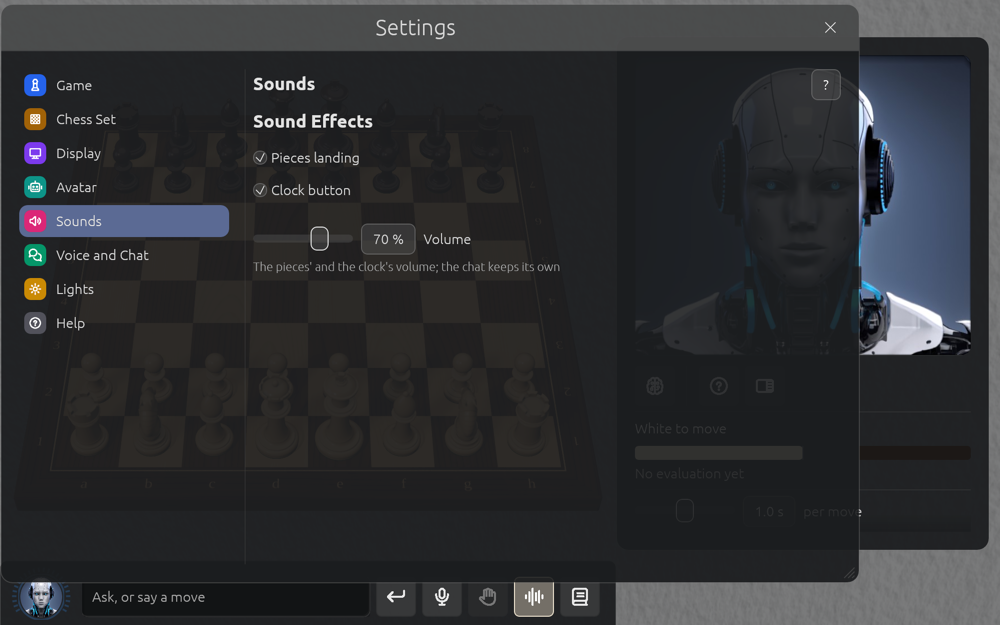 Settings
Game
Chess Set
Display
Avatar
Sounds
Voice and Chat
Lights
Help
Sounds
?
Sound Effects
Pieces landing
Clock button
70 % Volume
The pieces' and the clock's volume; the chat keeps its own
White to move
No evaluation yet
1.0 s per move
a b c d e f g h
Ask, or say a move